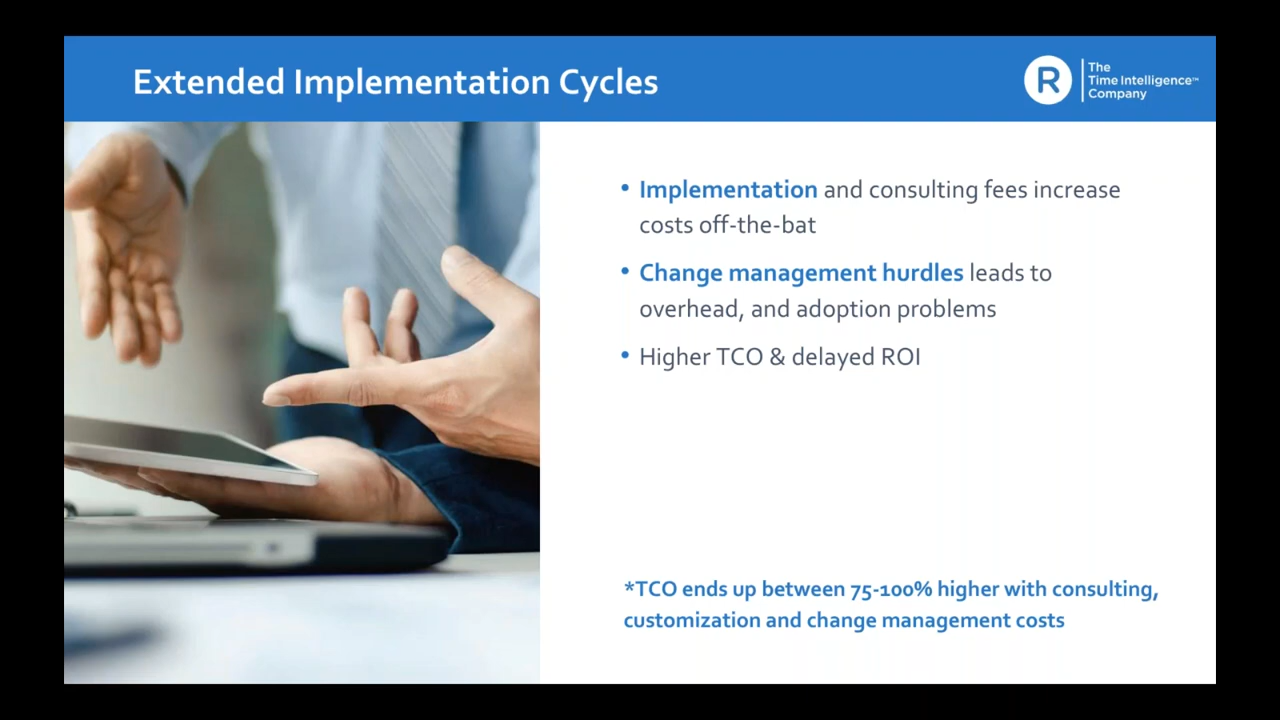 Extended Implementation Cycles
R
The
Time Intelligence™
Company
• Implementation and consulting fees increase
costs off-the-bat
• Change management hurdles leads to
overhead, and adoption problems
• Higher TCO & delayed ROI
*TCO ends up between 75-100% higher with consulting,
customization and change management costs